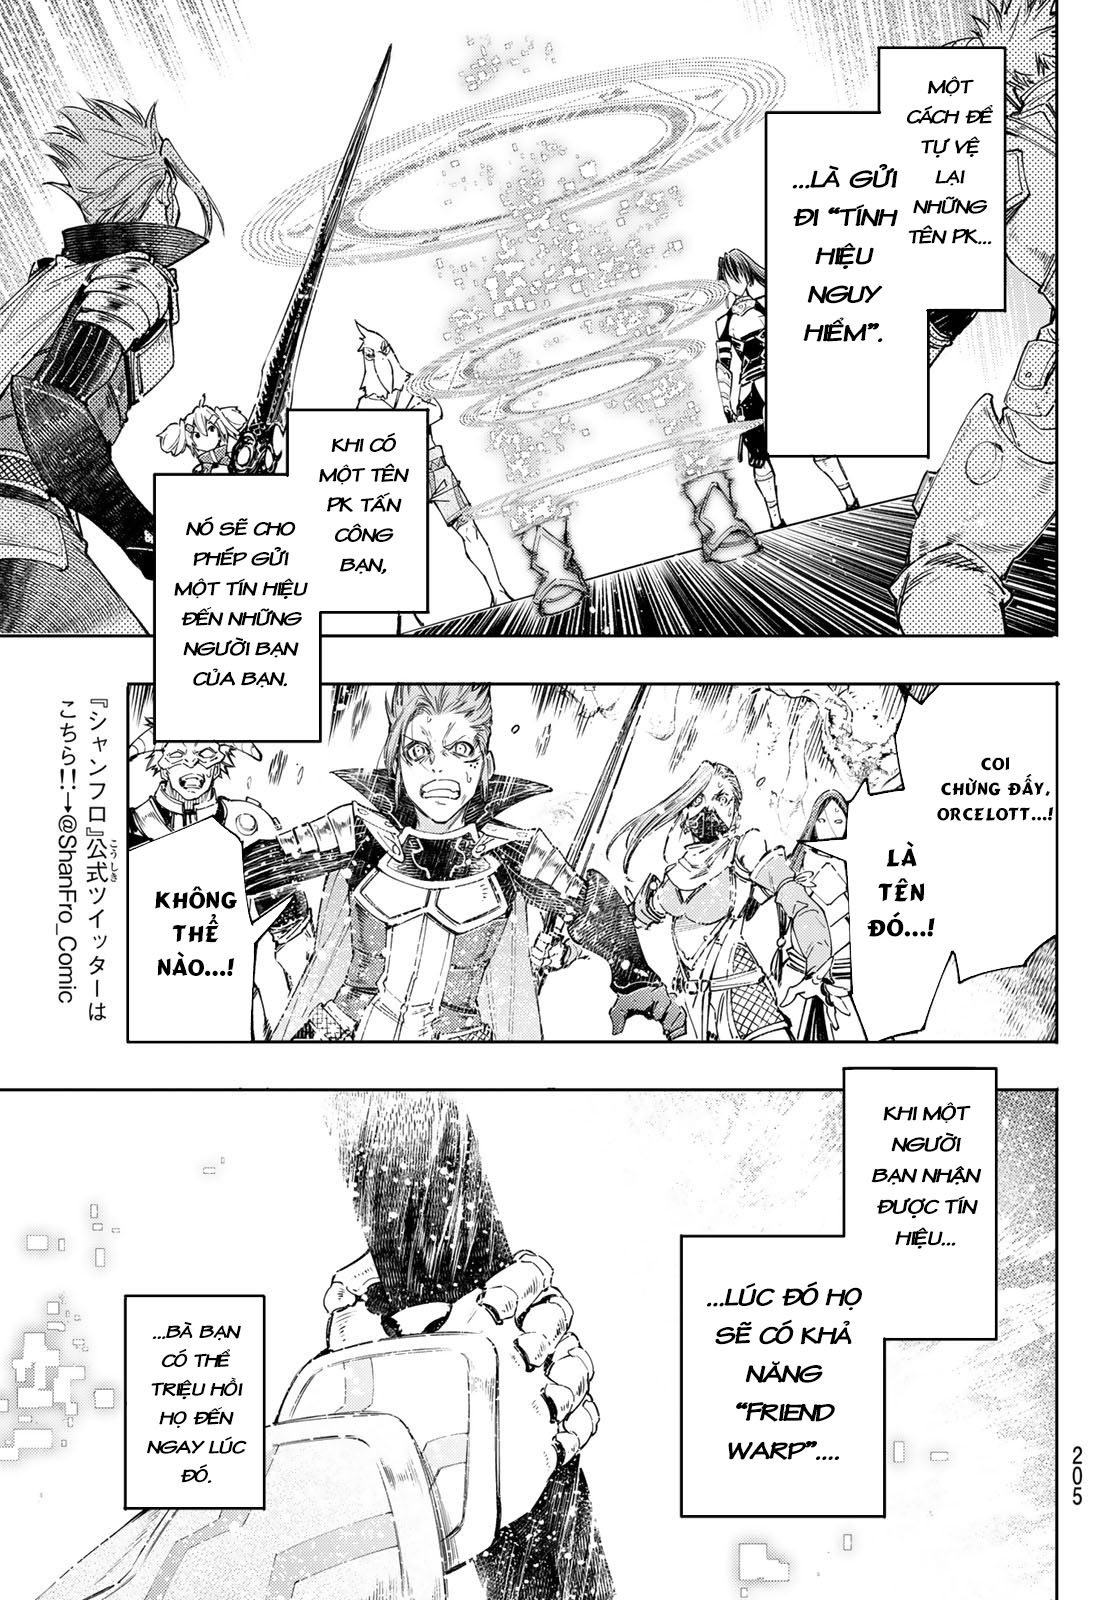 MỘT
CÁCH ĐỂ
TỰ VỆ
LẠI
NHỮNG
TÊN PK...
...LÀ GỬI
ĐI “TÍNH
HIỆU
NGUY
HIỂM”.
KHI CÓ
MỘT TÊN
PK TẤN
CÔNG
BẠN,
NÓ SẼ CHO
PHÉP GỬI
MỘT TÍN HIỆU
ĐẾN NHỮNG
NGƯỜI BẠN
CỦA BẠN.
COI
CHỪNG ĐẤY,
ORCELOTT...!
LÀ
TÊN
ĐÓ...!
KHÔNG
THỂ
NÀO...!
『シャンフロ』公式ツイッターは
こうしき
こちら!!→@ShanFro_Comic
KHI MỘT
NGƯỜI
BẠN NHẬN
ĐƯỢC TÍN
HIỆU...
...LÚC ĐÓ HỌ
SẼ CÓ KHẢ
NĂNG
“FRIEND
WARP”....
...BÀ BẠN
CÓ THỂ
TRIỆU HỒI
HỌ ĐẾN
NGAY LÚC
ĐÓ.
205